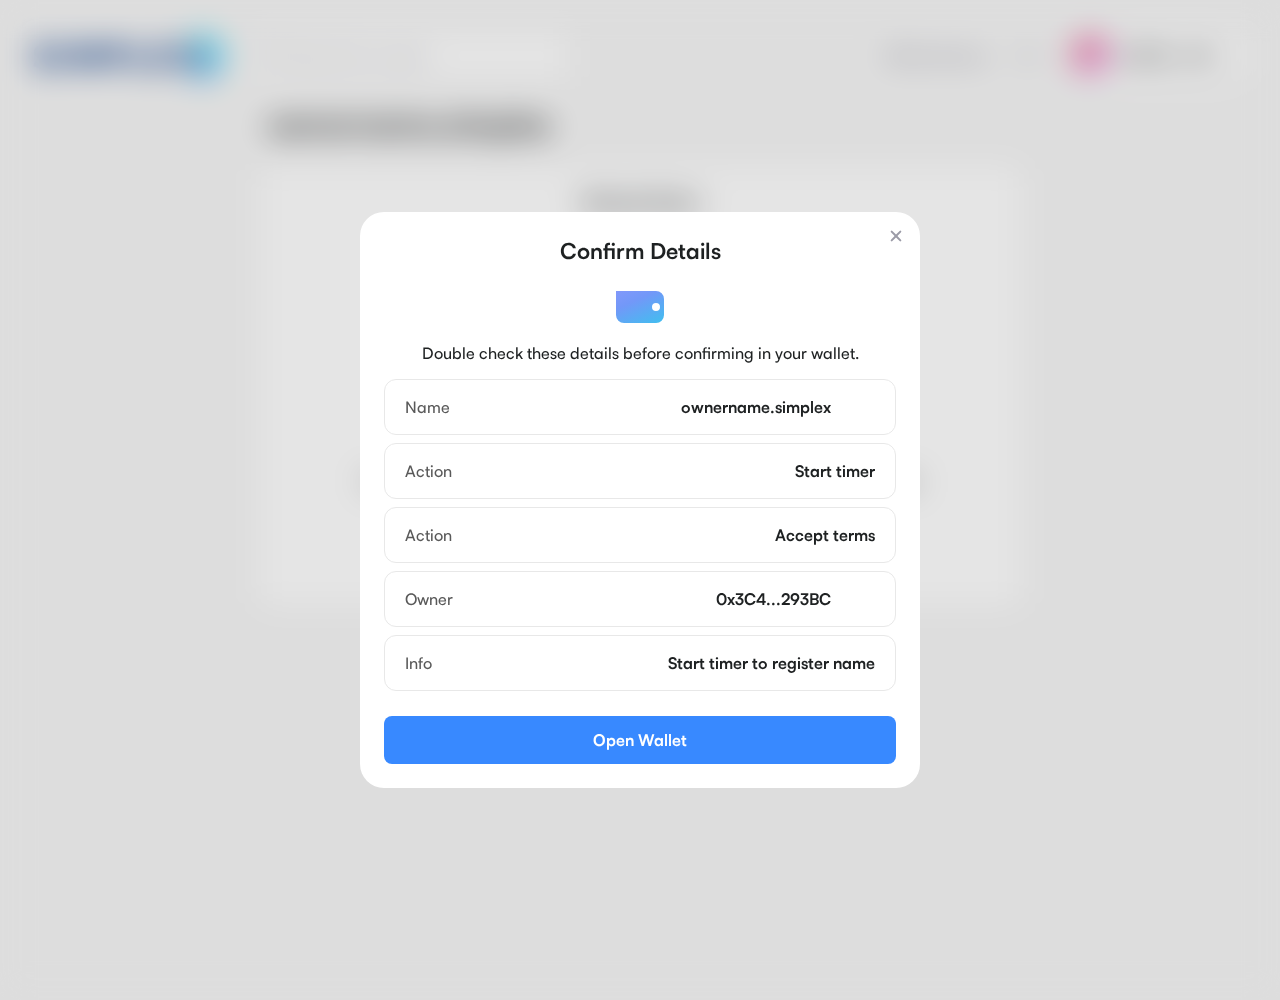 Confirm Details
Double check these details before confirming in your wallet.
Name ownername.simplex
Action Start timer
Action Accept terms
Owner 0x3C4...293BC
Info Start timer to register name
Open Wallet